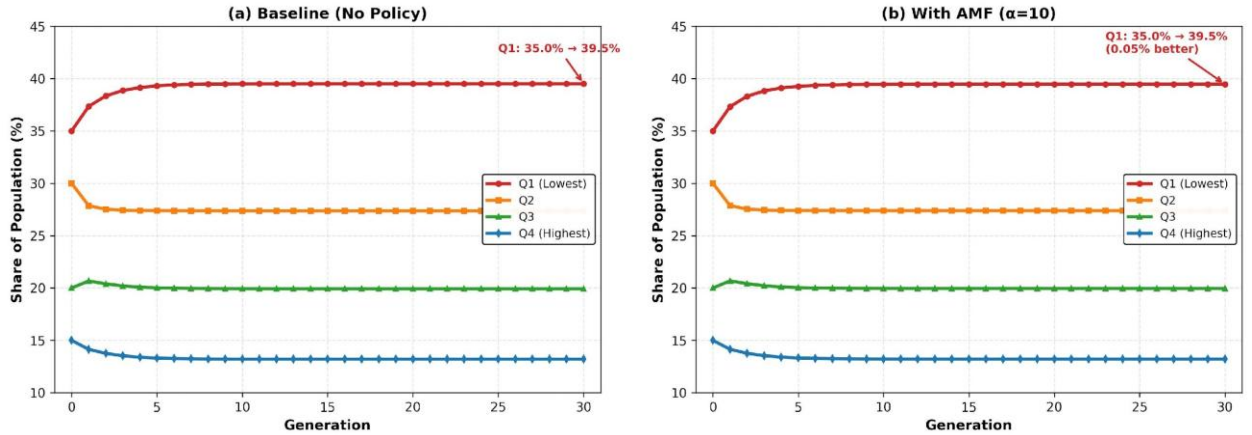 (a) Baseline (No Policy)
45
40
35
30
25
20
15
10
Share of Population (%)
0
5
10
15
20
25
30
Generation
Q1: 35.0% → 39.5%
Q1 (Lowest)
Q2
Q3
Q4 (Highest)
(b) With AMF (α=10)
45
40
35
30
25
20
15
10
Share of Population (%)
0
5
10
15
20
25
30
Generation
Q1: 35.0% → 39.5%
(0.05% better)
Q1 (Lowest)
Q2
Q3
Q4 (Highest)